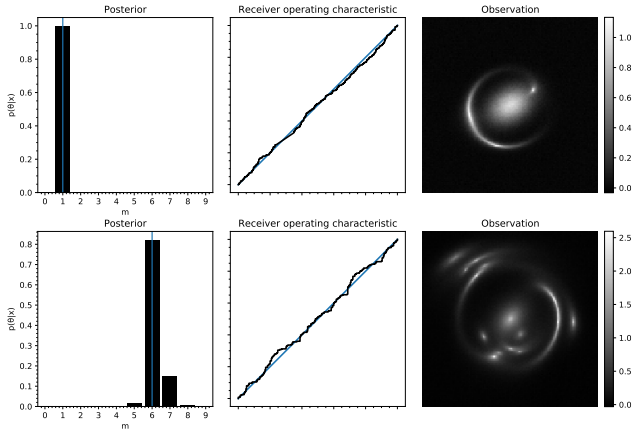 Posterior
Receiver operating characteristic
Observation
1.0
0.8
0.6
0.4
0.2
0.0
p(θ|x)
0 1 2 3 4 5 6 7 8 9
m
1.0
0.8
0.6
0.4
0.2
0.0
Posterior
Receiver operating characteristic
Observation
0.8
0.7
0.6
0.5
0.4
0.3
0.2
0.1
0.0
p(θ|x)
0 1 2 3 4 5 6 7 8 9
m
2.5
2.0
1.5
1.0
0.5
0.0